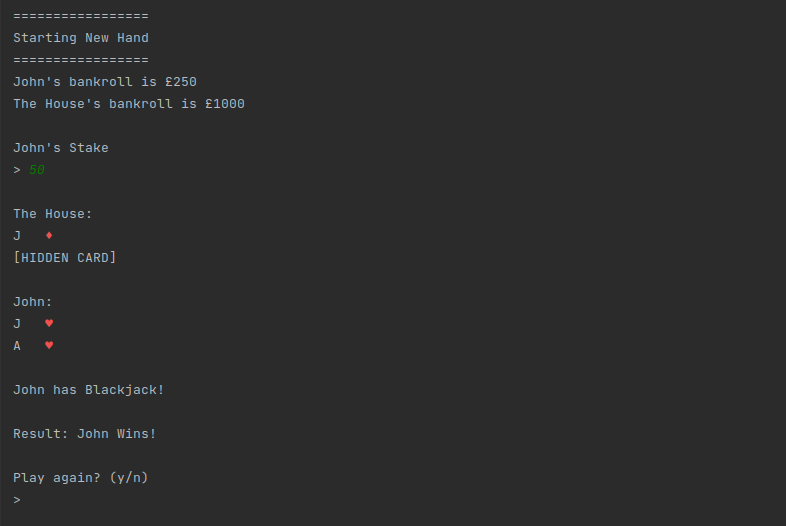 =================
Starting New Hand
=================
John's bankroll is £250
The House's bankroll is £1000
John's Stake
> 50
The House:
J ♦
[HIDDEN CARD]
John:
J ♥
A ♥
John has Blackjack!
Result: John Wins!
Play again? (y/n)
>